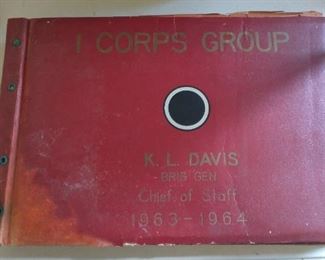 I CORPS GROUP
K. L. DAVIS
BRIG GEN
Chief of Staff
1963-1964